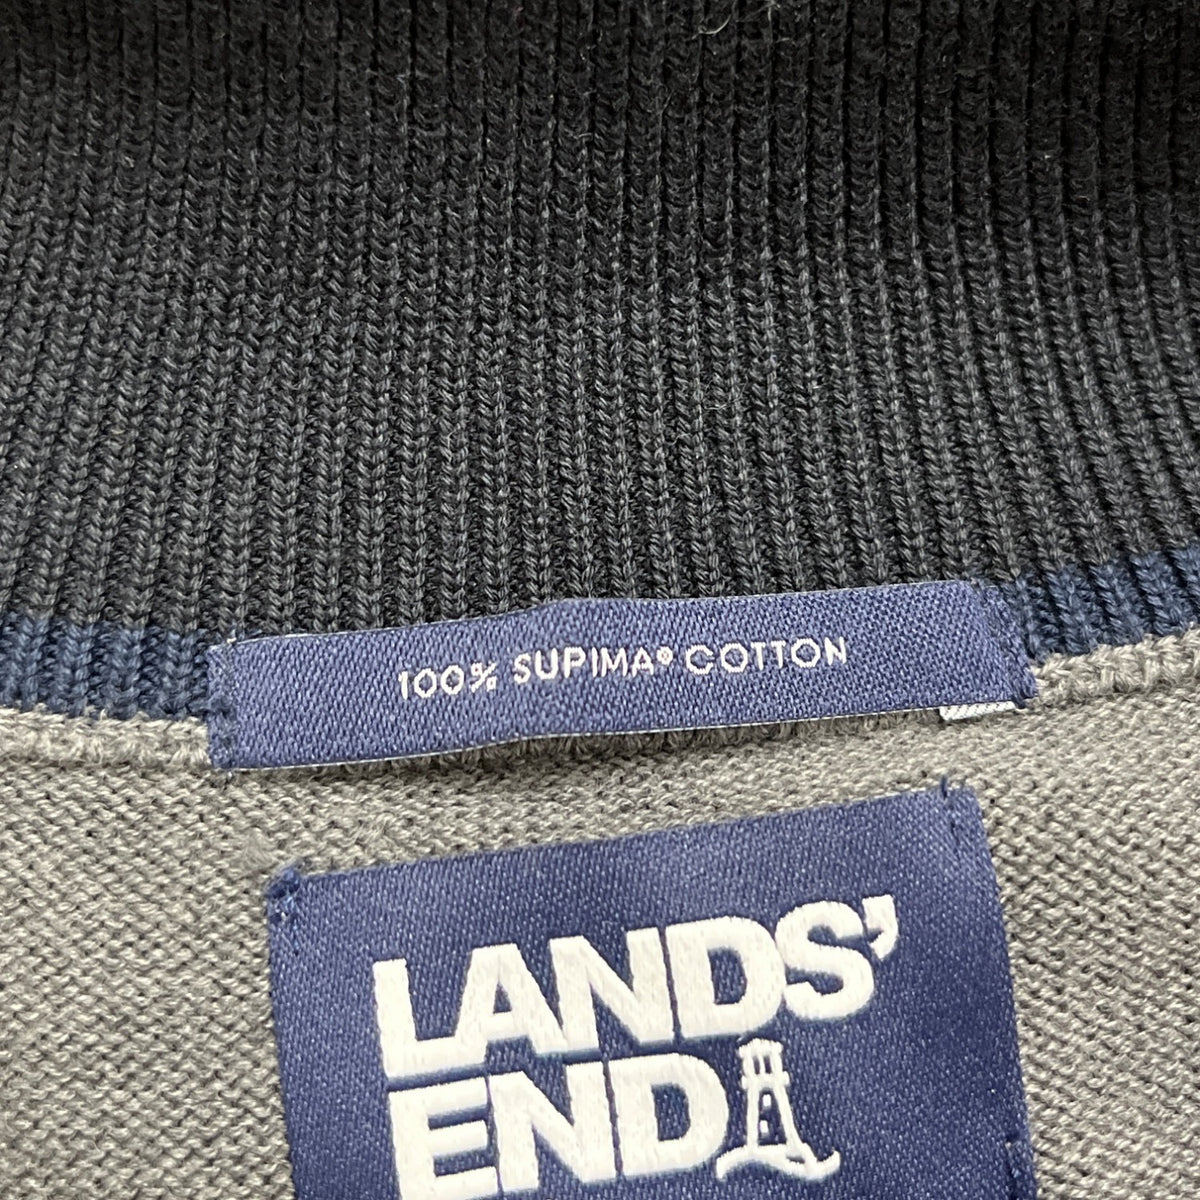 100% SUPIMA® COTTON
LANDS'
END